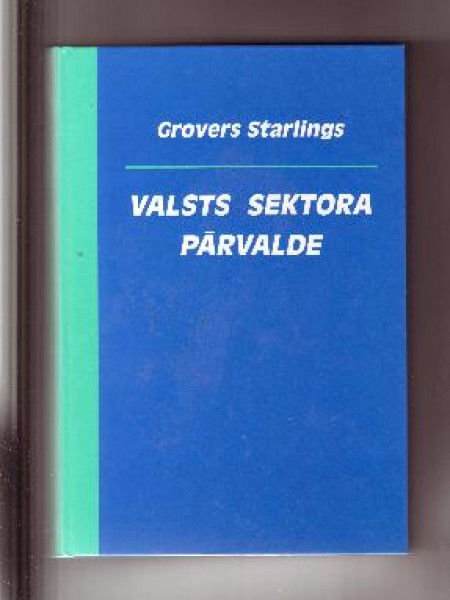 Grovers Starlings
VALSTS SEKTORA
PĀRVALDE